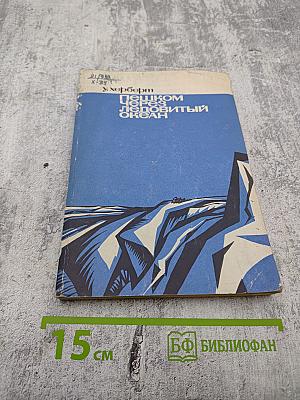 у. херберт
пешком
через
ледовитый
океан
15 см
БФ БИБЛИОФАН